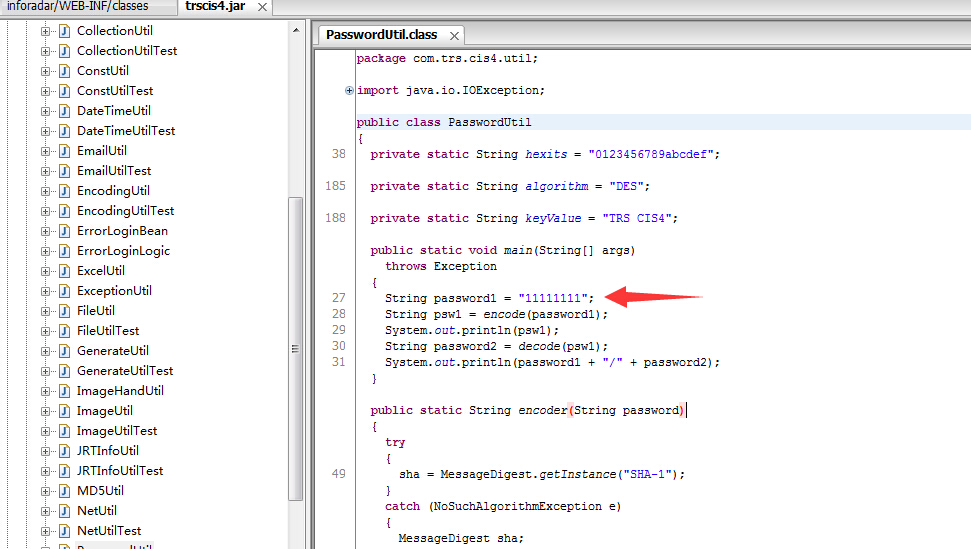 inforadar/WEB-INF/classes
trscis4.jar
CollectionUtil
CollectionUtilTest
ConstUtil
ConstUtilTest
DateTimeUtil
DateTimeUtilTest
EmailUtil
EmailUtilTest
EncodingUtil
EncodingUtilTest
ErrorLoginBean
ErrorLoginLogic
ExcelUtil
ExceptionUtil
FileUtil
FileUtilTest
GenerateUtil
GenerateUtilTest
ImageHandUtil
ImageUtil
ImageUtilTest
JRTInfoUtil
JRTInfoUtilTest
MD5Util
NetUtil
NetUtilTest
PasswordUtil.class
package com.trs.cis4.util;
import java.io.IOException;
public class PasswordUtil
{
38 private static String hexits = "0123456789abcdef";
185 private static String algorithm = "DES";
188 private static String keyValue = "TRS CIS4";
public static void main(String[] args)
throws Exception
{
27 String password1 = "11111111";
28 String psw1 = encode(password1);
29 System.out.println(psw1);
30 String password2 = decode(psw1);
31 System.out.println(password1 + "/" + password2);
}
public static String encoder(String password)
{
try
{
49 sha = MessageDigest.getInstance("SHA-1");
}
catch (NoSuchAlgorithmException e)
{
MessageDigest sha;